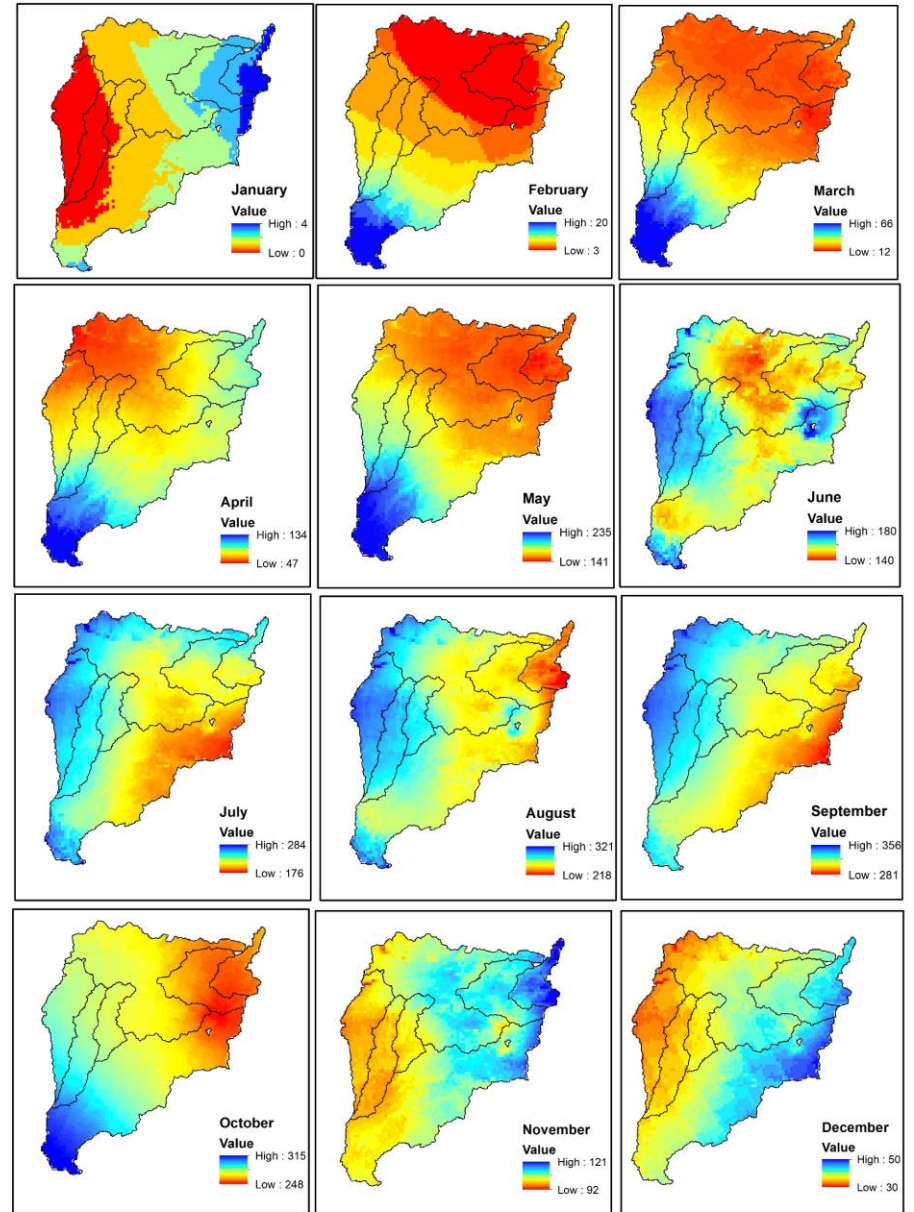 January
Value
High : 4
Low : 0
February
Value
High : 20
Low : 3
March
Value
High : 66
Low : 12
April
Value
High : 134
Low : 47
May
Value
High : 235
Low : 141
June
Value
High : 180
Low : 140
July
Value
High : 284
Low : 176
August
Value
High : 321
Low : 218
September
Value
High : 356
Low : 281
October
Value
High : 315
Low : 248
November
Value
High : 121
Low : 92
December
Value
High : 50
Low : 30